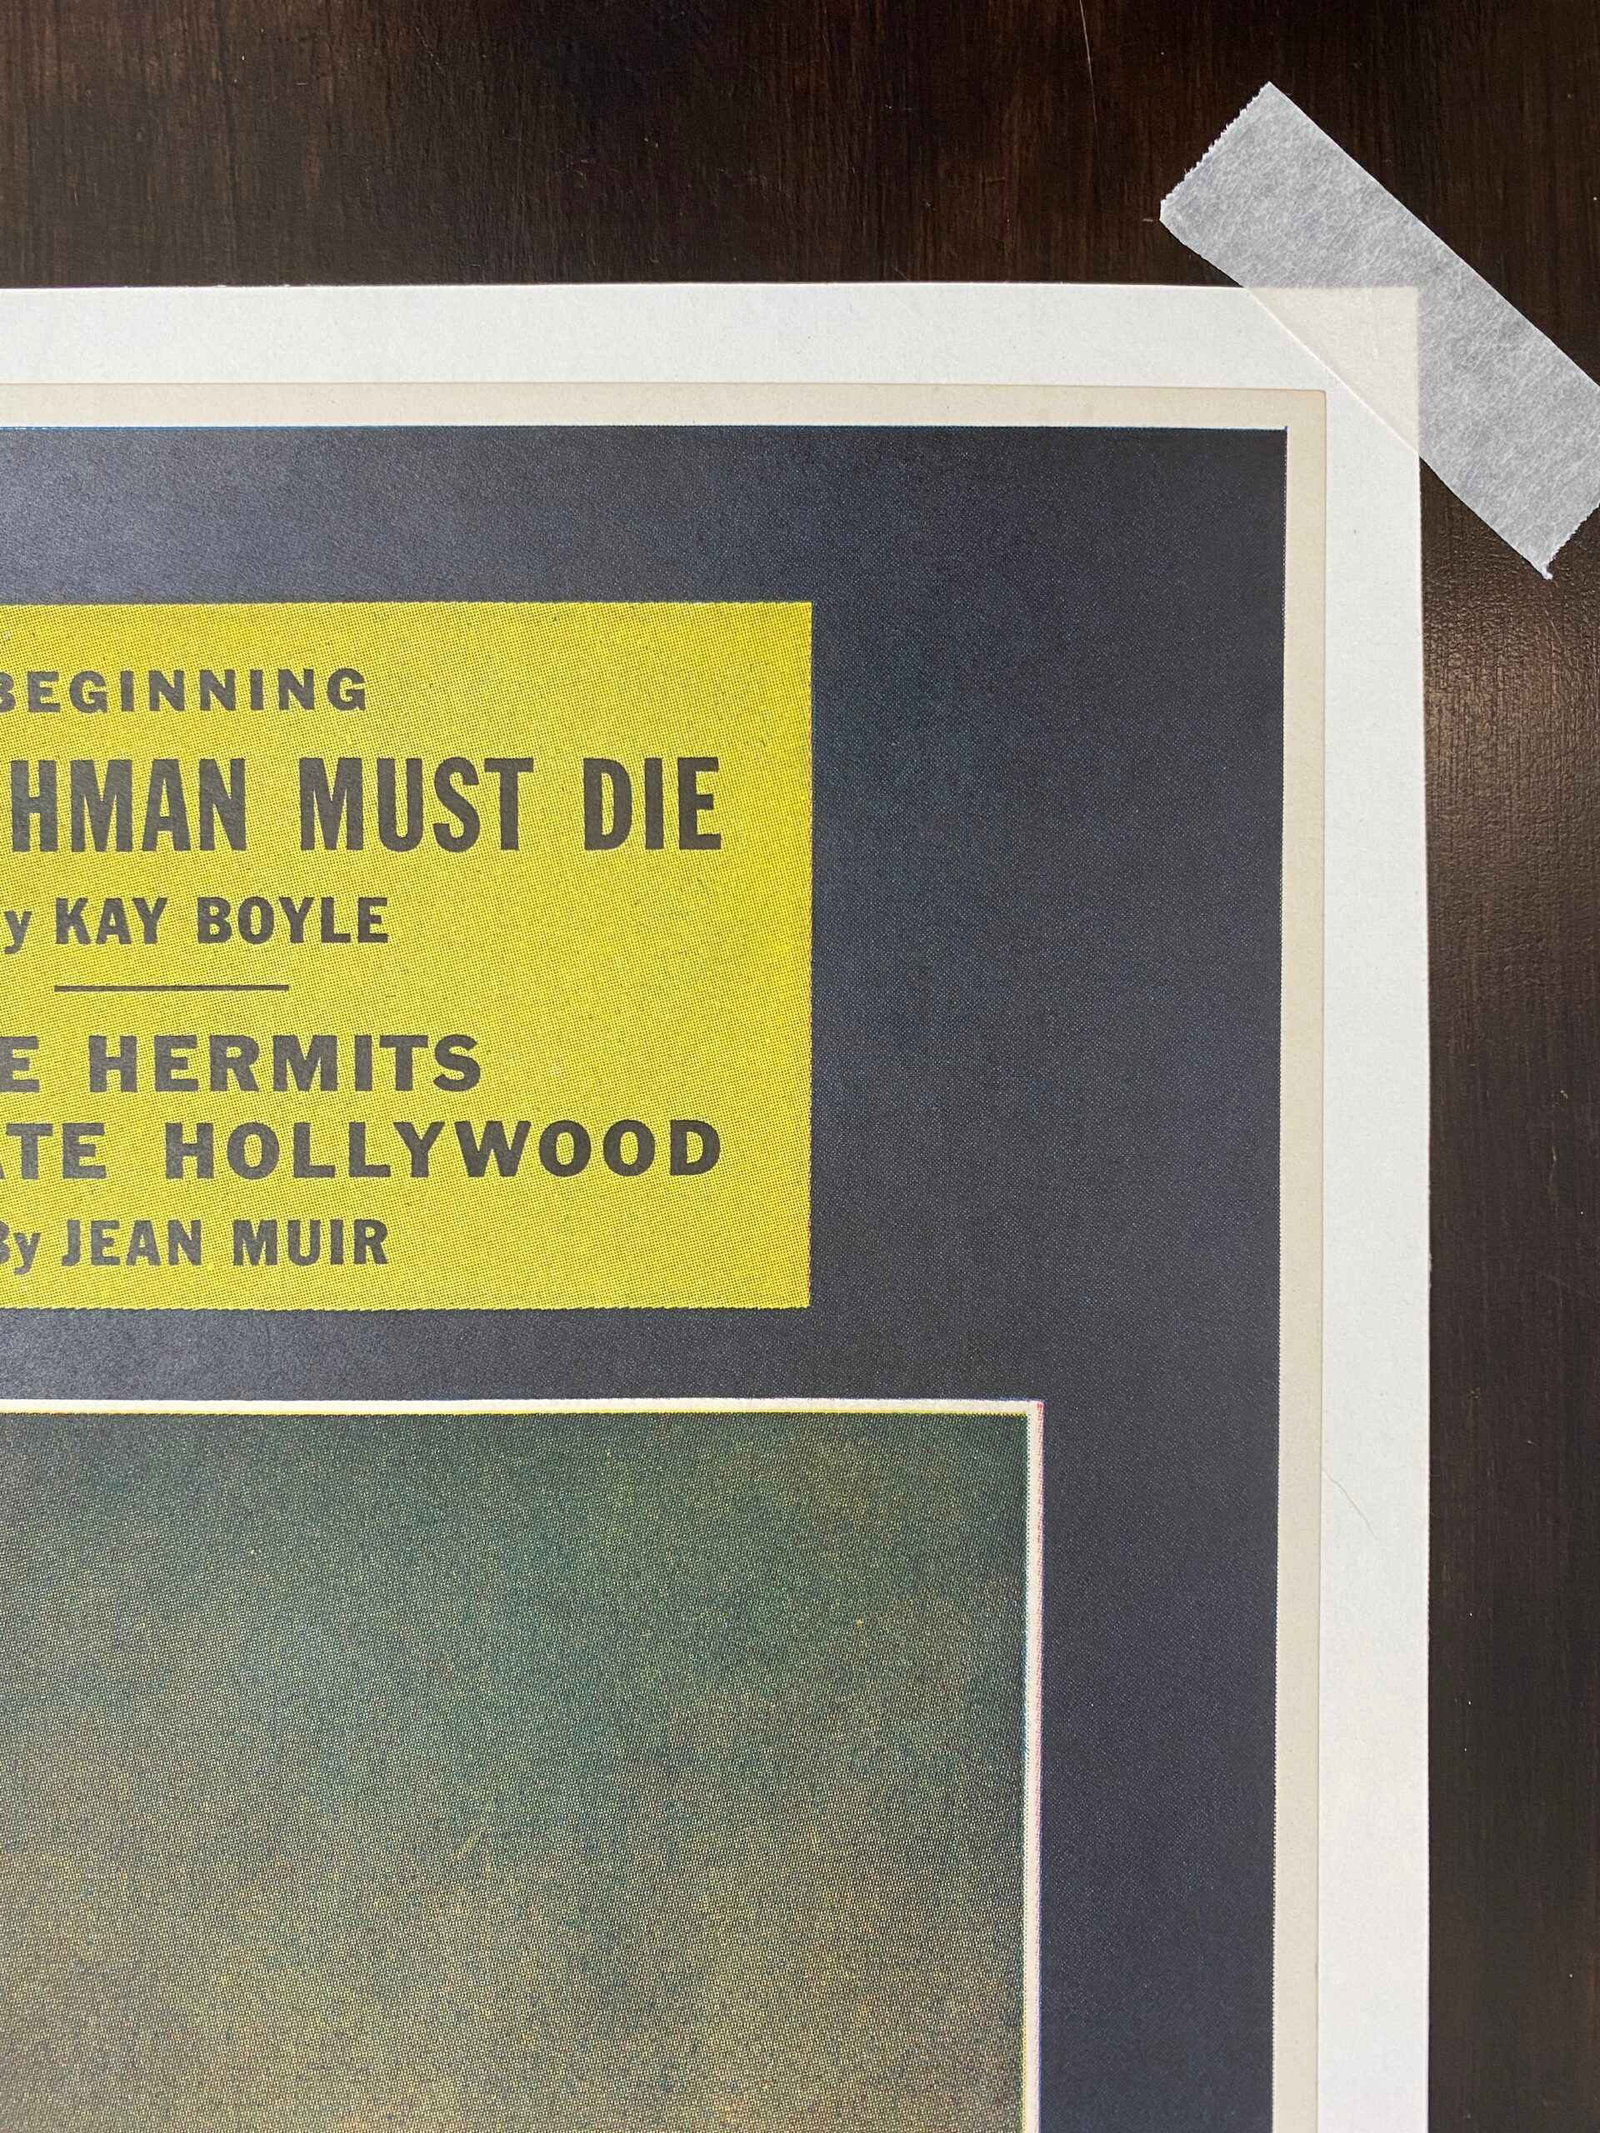 BEGINNING
HMAN MUST DIE
y KAY BOYLE
E HERMITS
ATE HOLLYWOOD
By JEAN MUIR